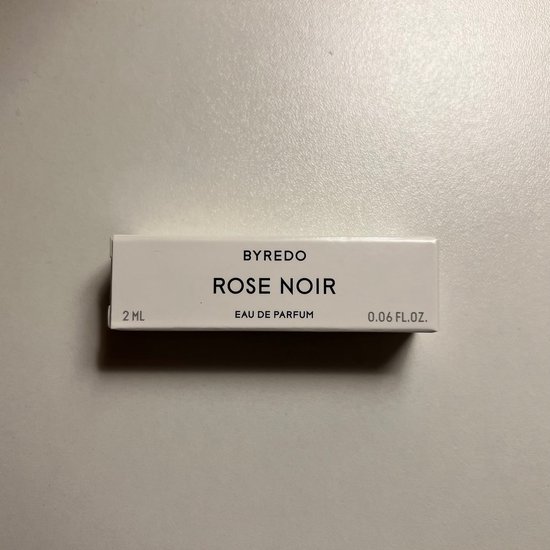 BYREDO
ROSE NOIR
2 ML EAU DE PARFUM 0.06 FL.OZ.